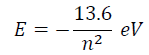 E = − 13.6 / n² eV